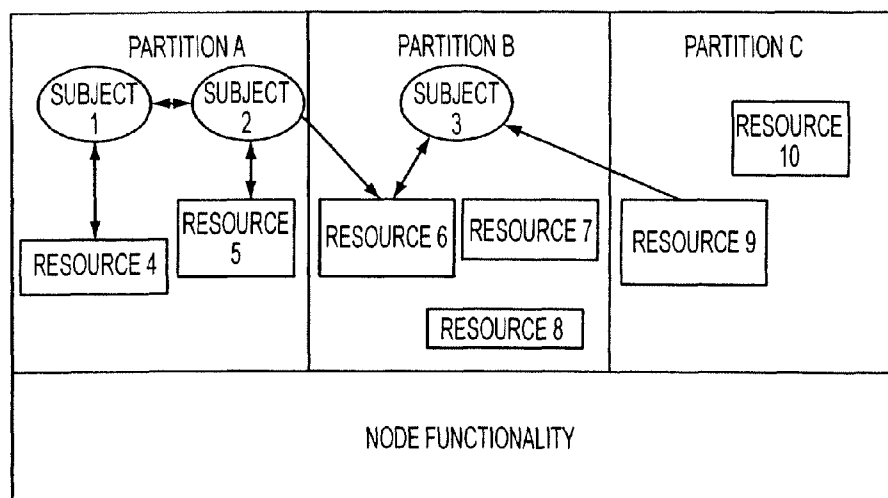 PARTITION A
PARTITION B
PARTITION C
SUBJECT
1
SUBJECT
2
SUBJECT
3
RESOURCE
10
RESOURCE 4
RESOURCE
5
RESOURCE 6
RESOURCE 7
RESOURCE 9
RESOURCE 8
NODE FUNCTIONALITY